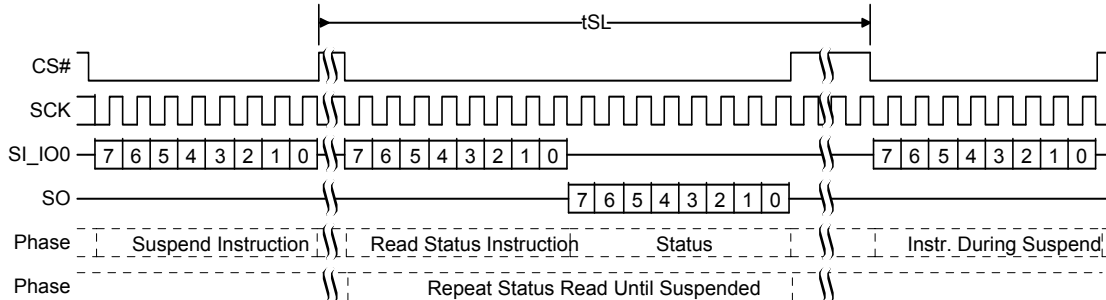 tSL
CS#
SCK
SI_IO0 7 6 5 4 3 2 1 0 7 6 5 4 3 2 1 0 7 6 5 4 3 2 1 0
SO 7 6 5 4 3 2 1 0
Phase Suspend Instruction Read Status Instruction Status Instr. During Suspend
Phase Repeat Status Read Until Suspended